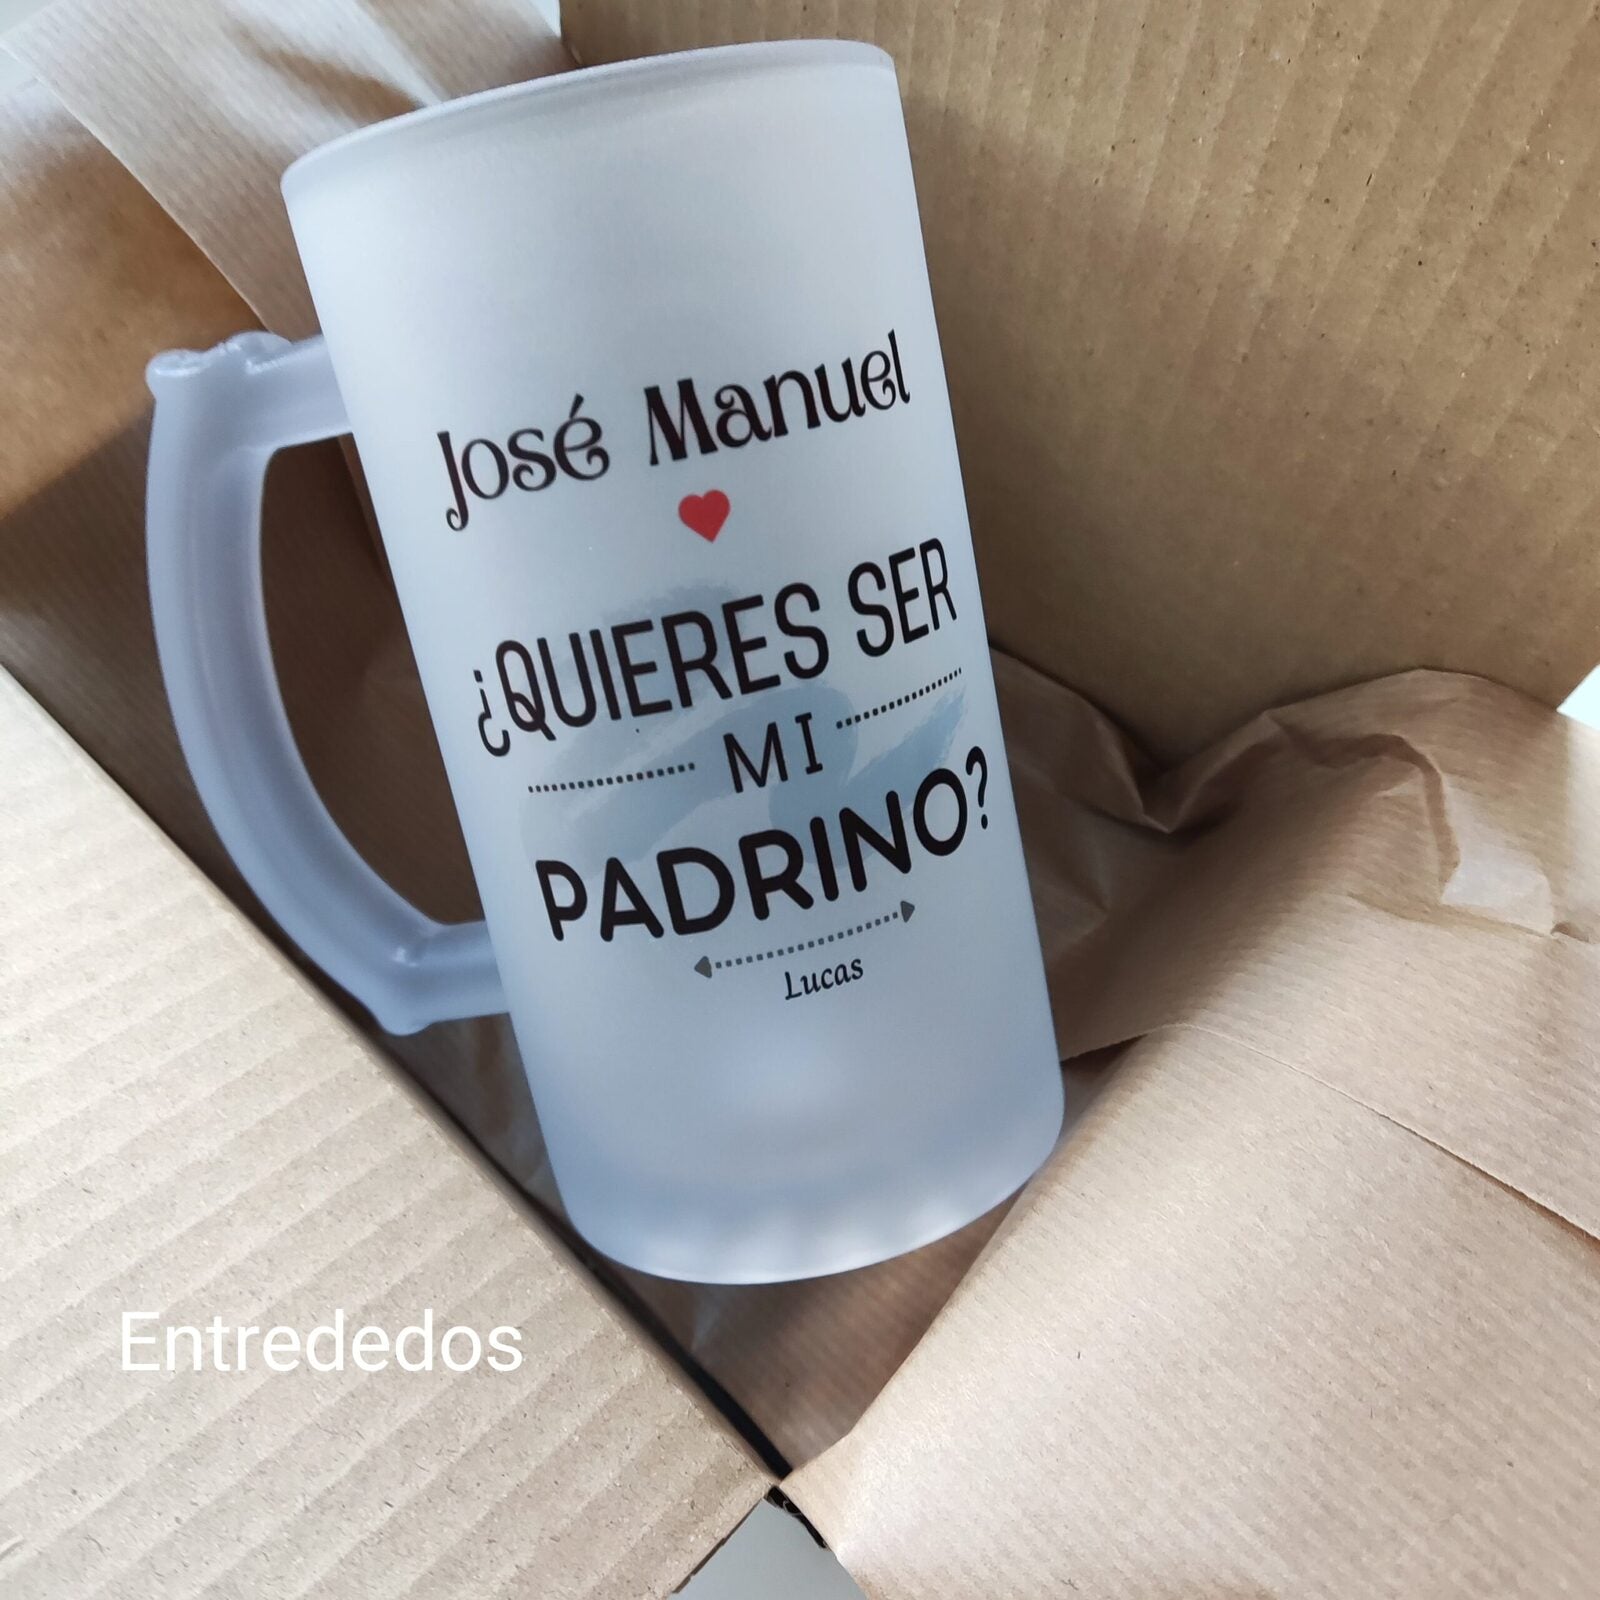 José Manuel
¿QUIERES SER
MI
PADRINO?
Lucas
Entrededos